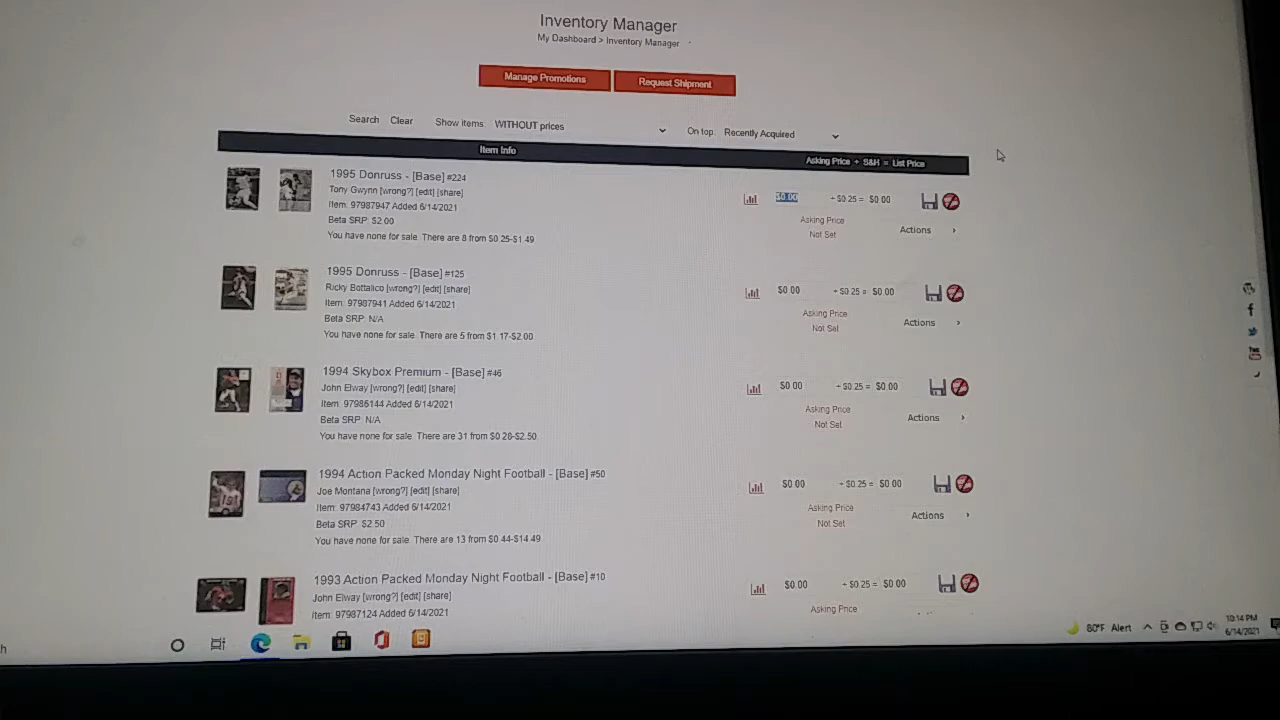 Inventory Manager
My Dashboard > Inventory Manager
Manage Promotions Request Shipment
Search Clear Show items WITHOUT prices On top Recently Acquired
Item Info Asking Price + S&H = List Price
1995 Donruss - [Base] #224
Tony Gwynn [wrong?] [edit] [share]
Item: 97987947 Added 6/14/2021
Beta SRP: $2.00
You have none for sale. There are 8 from $0.25-$1.49
$0.00 + $0.25 = $0.00
Asking Price
Not Set
Actions >
1995 Donruss - [Base] #125
Ricky Bottalico [wrong?] [edit] [share]
Item: 97987941 Added 6/14/2021
Beta SRP: N/A
You have none for sale. There are 5 from $1.17-$2.00
$0.00 + $0.25 = $0.00
Asking Price
Not Set
Actions >
1994 Skybox Premium - [Base] #46
John Elway [wrong?] [edit] [share]
Item: 97985144 Added 6/14/2021
Beta SRP: N/A
You have none for sale. There are 31 from $0.28-$2.50
$0.00 + $0.25 = $0.00
Asking Price
Not Set
Actions >
1994 Action Packed Monday Night Football - [Base] #50
Joe Montana [wrong?] [edit] [share]
Item: 97984743 Added 6/14/2021
Beta SRP: $2.50
You have none for sale. There are 13 from $0.44-$14.49
$0.00 + $0.25 = $0.00
Asking Price
Not Set
Actions >
1993 Action Packed Monday Night Football - [Base] #10
John Elway [wrong?] [edit] [share]
Item: 97987124 Added 6/14/2021
$0.00 + $0.25 = $0.00
Asking Price
You
h
80°F Alert
10:14 PM
6/14/2021